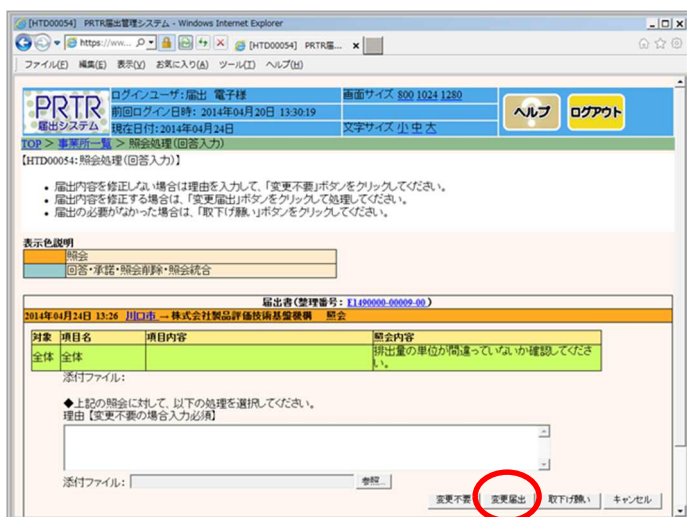 [HTD00054] PRTR届出管理システム - Windows Internet Explorer
https://ww...
[HTD00054] PRTR届...
ファイル(F) 編集(E) 表示(V) お気に入り(A) ツール(T) ヘルプ(H)
PRTR
届出システム
ログインユーザ:届出 電子様
画面サイズ 800 1024 1280
前回ログイン日時: 2014年04月20日 13:30:19
現在日付:2014年04月24日
文字サイズ 小 中 大
ヘルプ
ログアウト
TOP > 事業所一覧 > 照会処理(回答入力)
【HTD00054:照会処理(回答入力)】
• 届出内容を修正しない場合は理由を入力して、「変更不要」ボタンをクリックしてください。
• 届出内容を修正する場合は、「変更届出」ボタンをクリックして処理してください。
• 届出の必要がなかった場合は、「取下げ願い」ボタンをクリックしてください。
表示色説明
照会
回答・承諾・照会削除・照会統合
届出書(整理番号: E1490000-00009-00 )
2014年04月24日 13:26 川口市 → 株式会社製品評価技術基盤機構 照会
対象 項目名 項目内容 照会内容
全体 全体 排出量の単位が間違っていないか確認してくださ
い。
添付ファイル:
◆上記の照会に対して、以下の処理を選択してください。
理由【変更不要の場合入力必須】
添付ファイル: 参照...
変更不要 変更届出 取下げ願い キャンセル